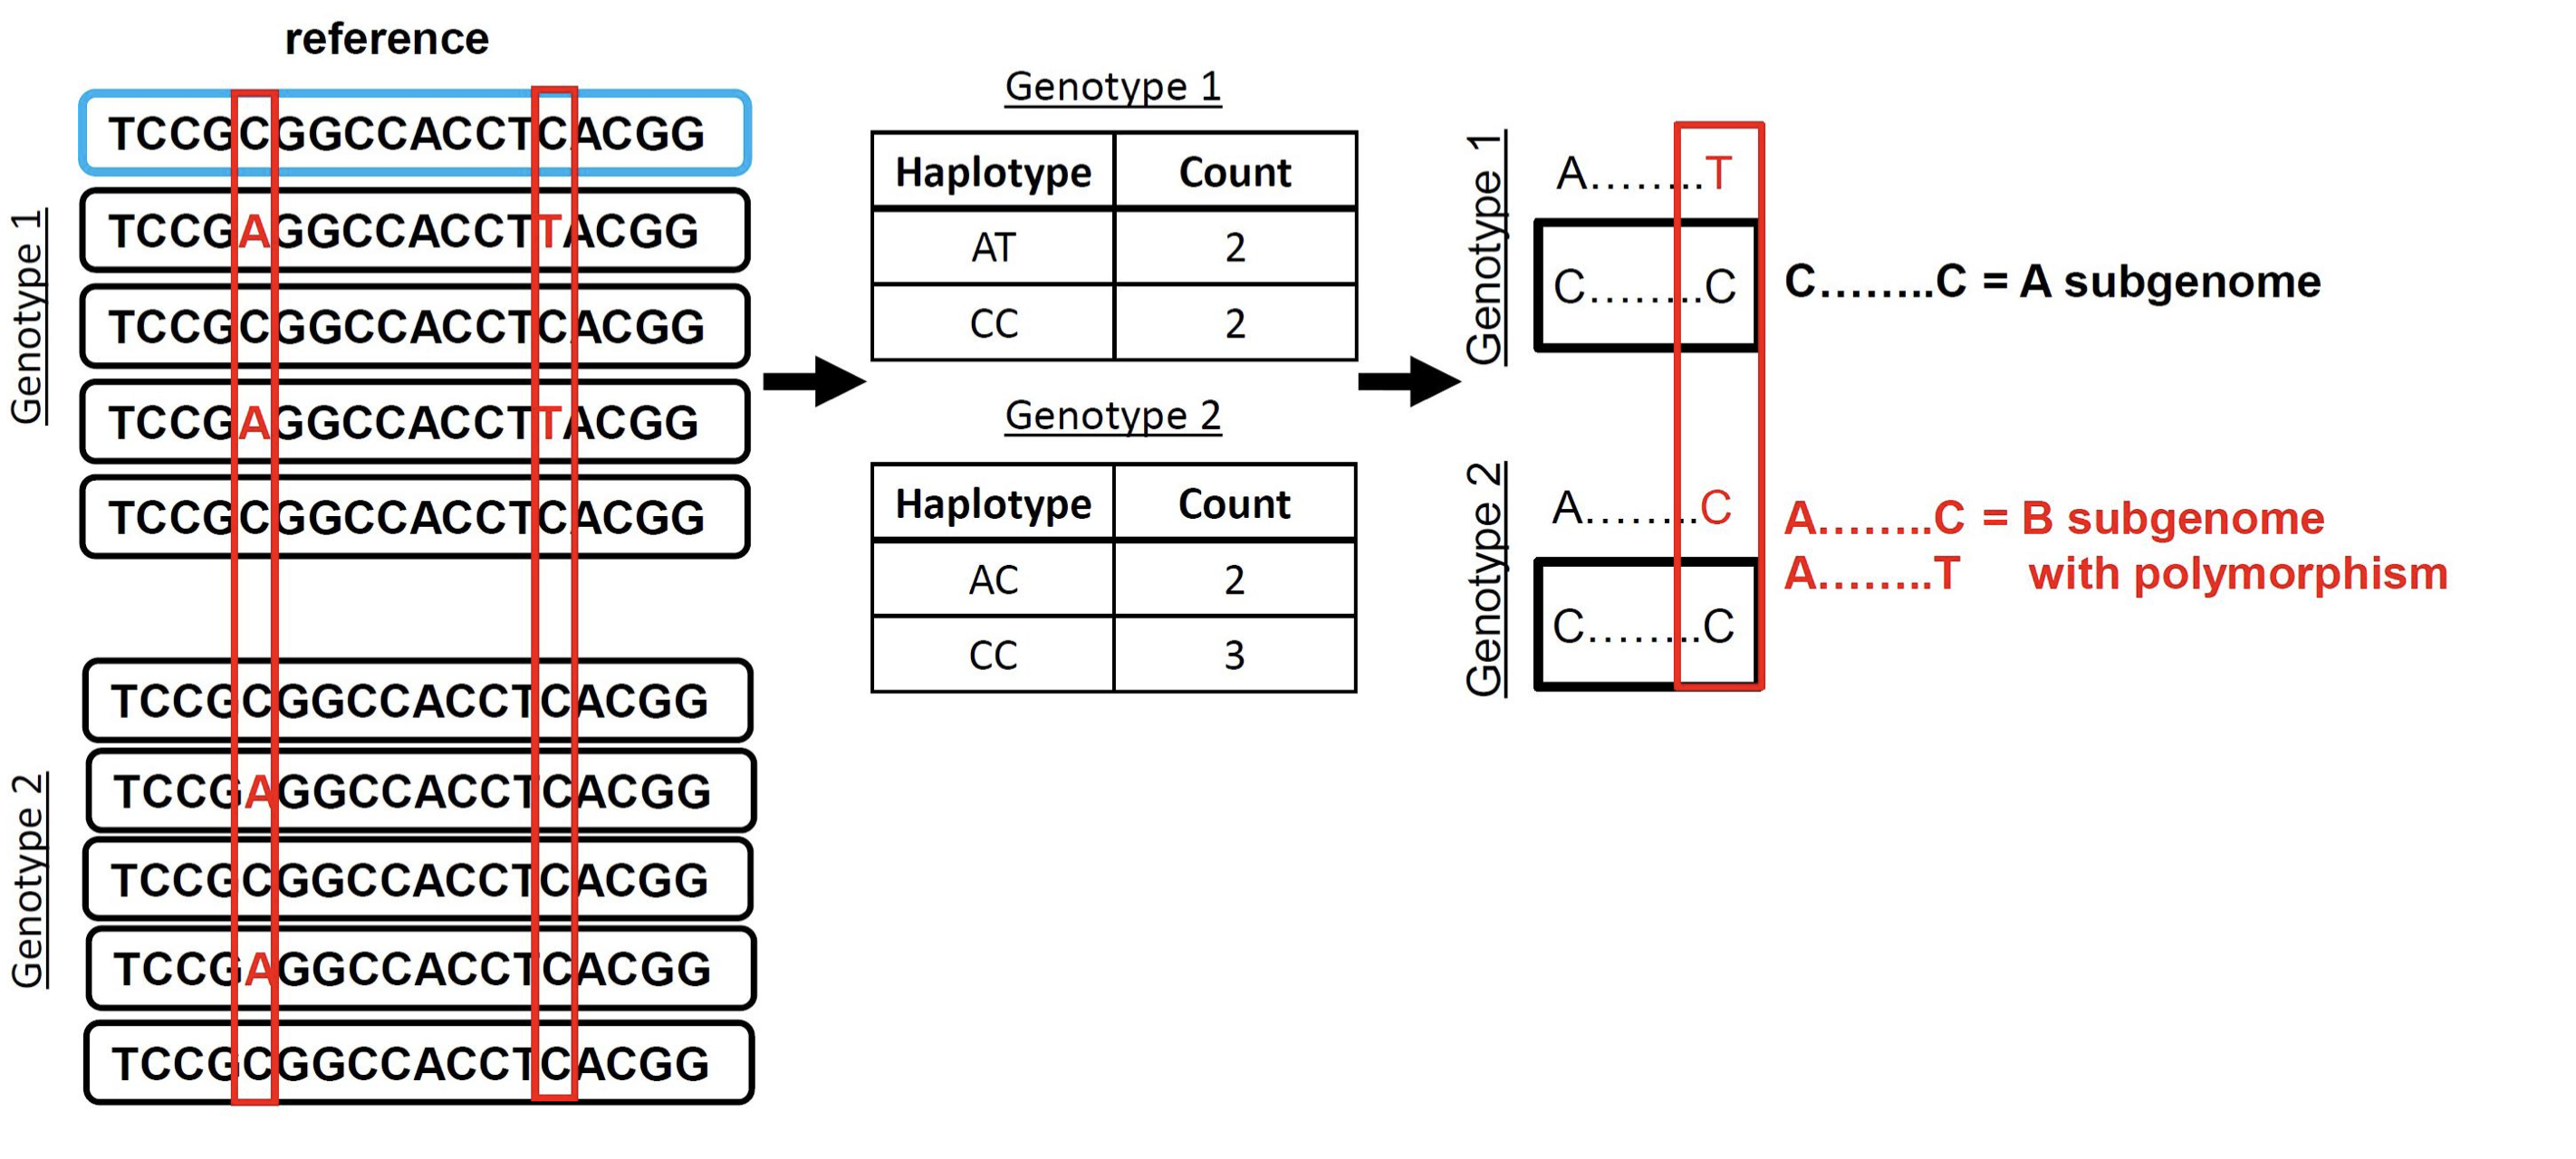 reference
TCCGCGGCCACCTCACGG
Genotype 1
TCCGAGGCCACCTTACGG
TCCGCGGCCACCTCACGG
TCCGAGGCCACCTTACGG
TCCGCGGCCACCTCACGG
Genotype 2
TCCGCGGCCACCTCACGG
TCCGAGGCCACCTCACGG
TCCGCGGCCACCTCACGG
TCCGAGGCCACCTCACGG
TCCGCGGCCACCTCACGG
Genotype 1
Haplotype Count
AT 2
CC 2
Genotype 2
Haplotype Count
AC 2
CC 3
Genotype 1
A........T
C........C
C........C = A subgenome
Genotype 2
A........C
C........C
A........C = B subgenome
A........T with polymorphism